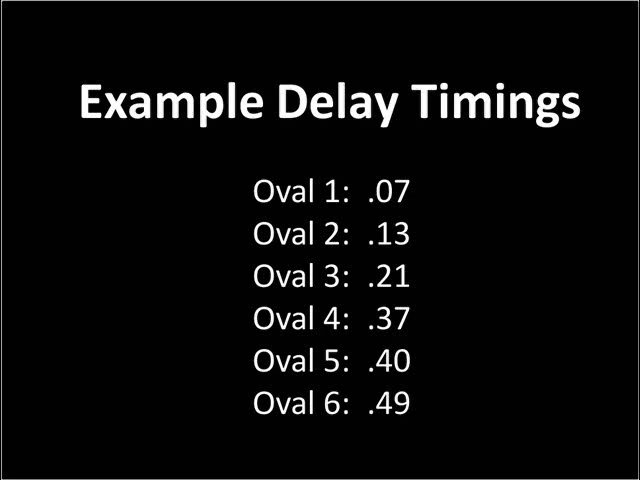 Example Delay Timings
Oval 1: .07
Oval 2: .13
Oval 3: .21
Oval 4: .37
Oval 5: .40
Oval 6: .49